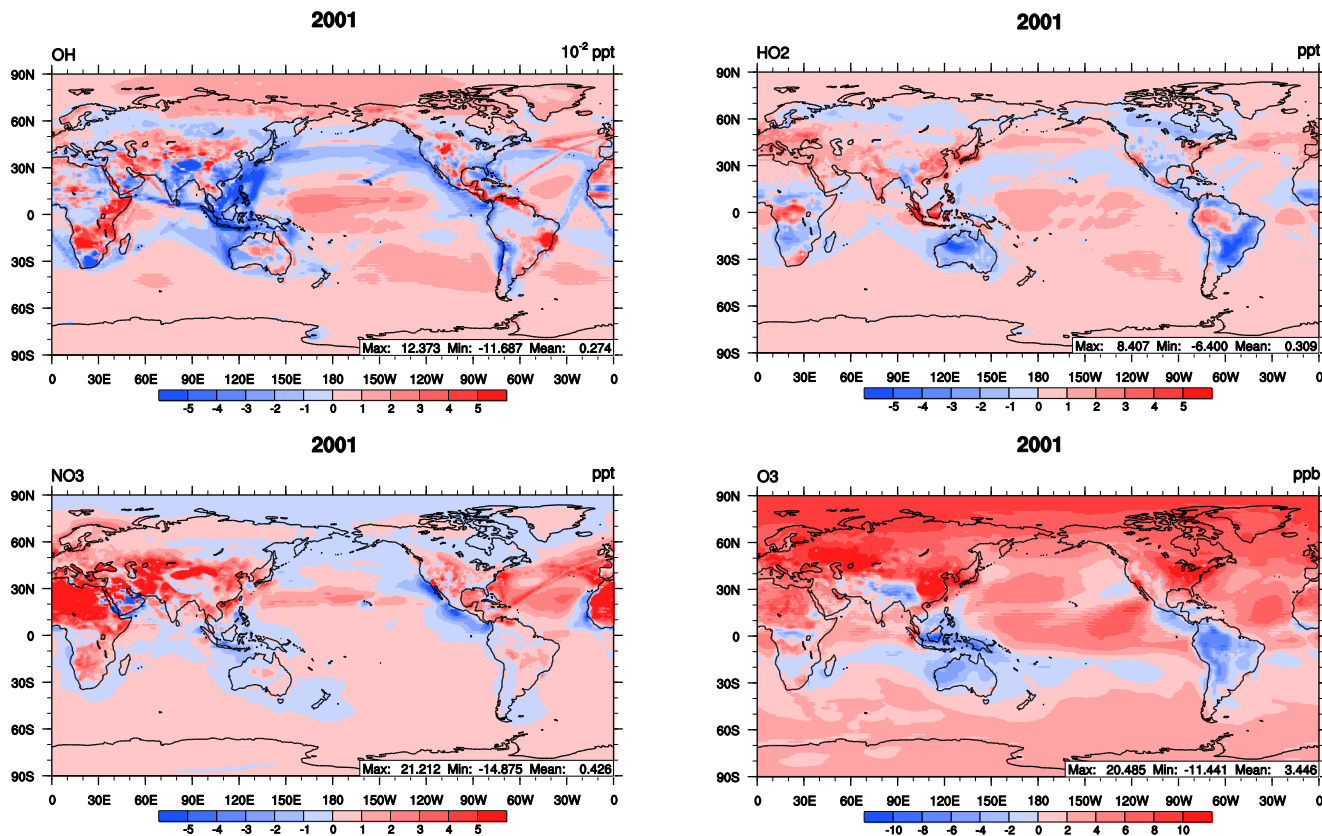 2001
OH 10-2 ppt
90N
60N
30N
0
30S
60S
90S
Max: 12.373 Min: -11.687 Mean: 0.274
0 30E 60E 90E 120E 150E 180 150W 120W 90W 60W 30W 0
-5 -4 -3 -2 -1 0 1 2 3 4 5
2001
HO2 ppt
90N
60N
30N
0
30S
60S
90S
Max: 8.407 Min: -6.400 Mean: 0.309
0 30E 60E 90E 120E 150E 180 150W 120W 90W 60W 30W 0
-5 -4 -3 -2 -1 0 1 2 3 4 5
2001
NO3 ppt
90N
60N
30N
0
30S
60S
90S
Max: 21.212 Min: -14.875 Mean: 0.426
0 30E 60E 90E 120E 150E 180 150W 120W 90W 60W 30W 0
-5 -4 -3 -2 -1 0 1 2 3 4 5
2001
O3 ppb
90N
60N
30N
0
30S
60S
90S
Max: 20.485 Min: -11.441 Mean: 3.446
0 30E 60E 90E 120E 150E 180 150W 120W 90W 60W 30W 0
-10 -8 -6 -4 -2 0 2 4 6 8 10